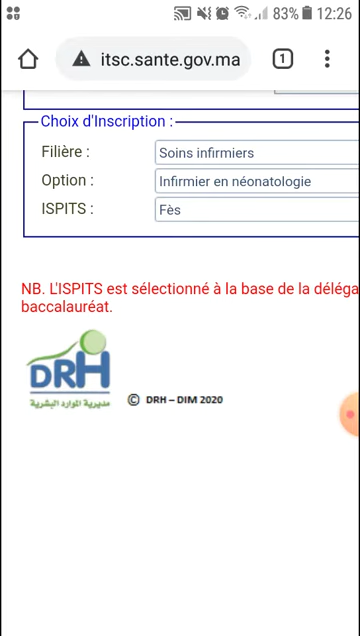 83% 12:26
itsc.sante.gov.ma 1
Choix d'Inscription :
Filière : Soins infirmiers
Option : Infirmier en néonatologie
ISPITS : Fès
NB. L'ISPITS est sélectionné à la base de la déléga
baccalauréat.
DRH
مديرية الموارد البشرية
© DRH – DIM 2020